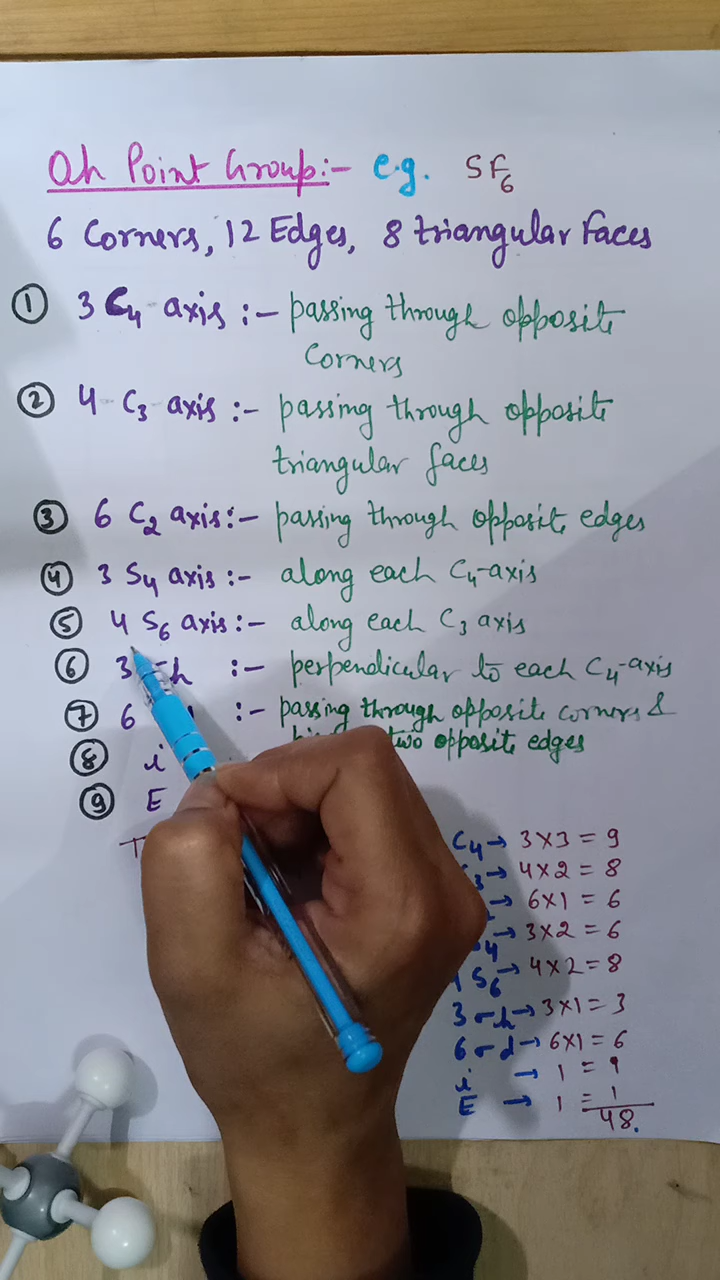 Oh Point Group:- e.g. SF6
6 Corners, 12 Edges, 8 triangular faces
① 3 C4 axis :- passing through opposite
corners
② 4 C3 axis :- passing through opposite
triangular faces
③ 6 C2 axis:- passing through opposite edges
④ 3 S4 axis :- along each C4-axis
⑤ 4 S6 axis:- along each C3 axis
⑥ 3 σh :- perpendicular to each C4-axis
⑦ 6 :- passing through opposite corners &
two opposite edges
⑧ i
⑨ E
C4→ 3×3 = 9
→ 4×2 = 8
→ 6×1 = 6
4→ 3×2 = 6
S6→ 4×2=8
3σh→3×1=3
6σd→6×1=6
i → 1 = 1
E → 1 = 1
48.